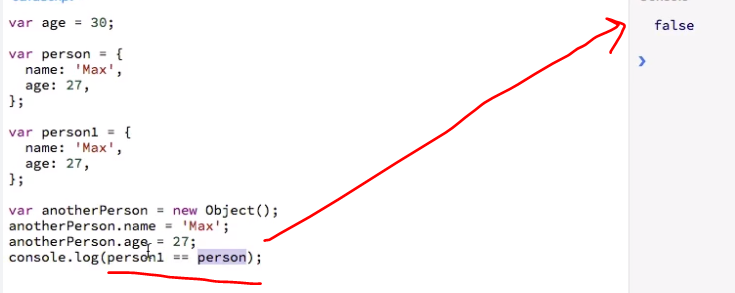 var age = 30;
var person = {
name: 'Max',
age: 27,
};
var person1 = {
name: 'Max',
age: 27,
};
var anotherPerson = new Object();
anotherPerson.name = 'Max';
anotherPerson.age = 27;
console.log(person1 == person);
false